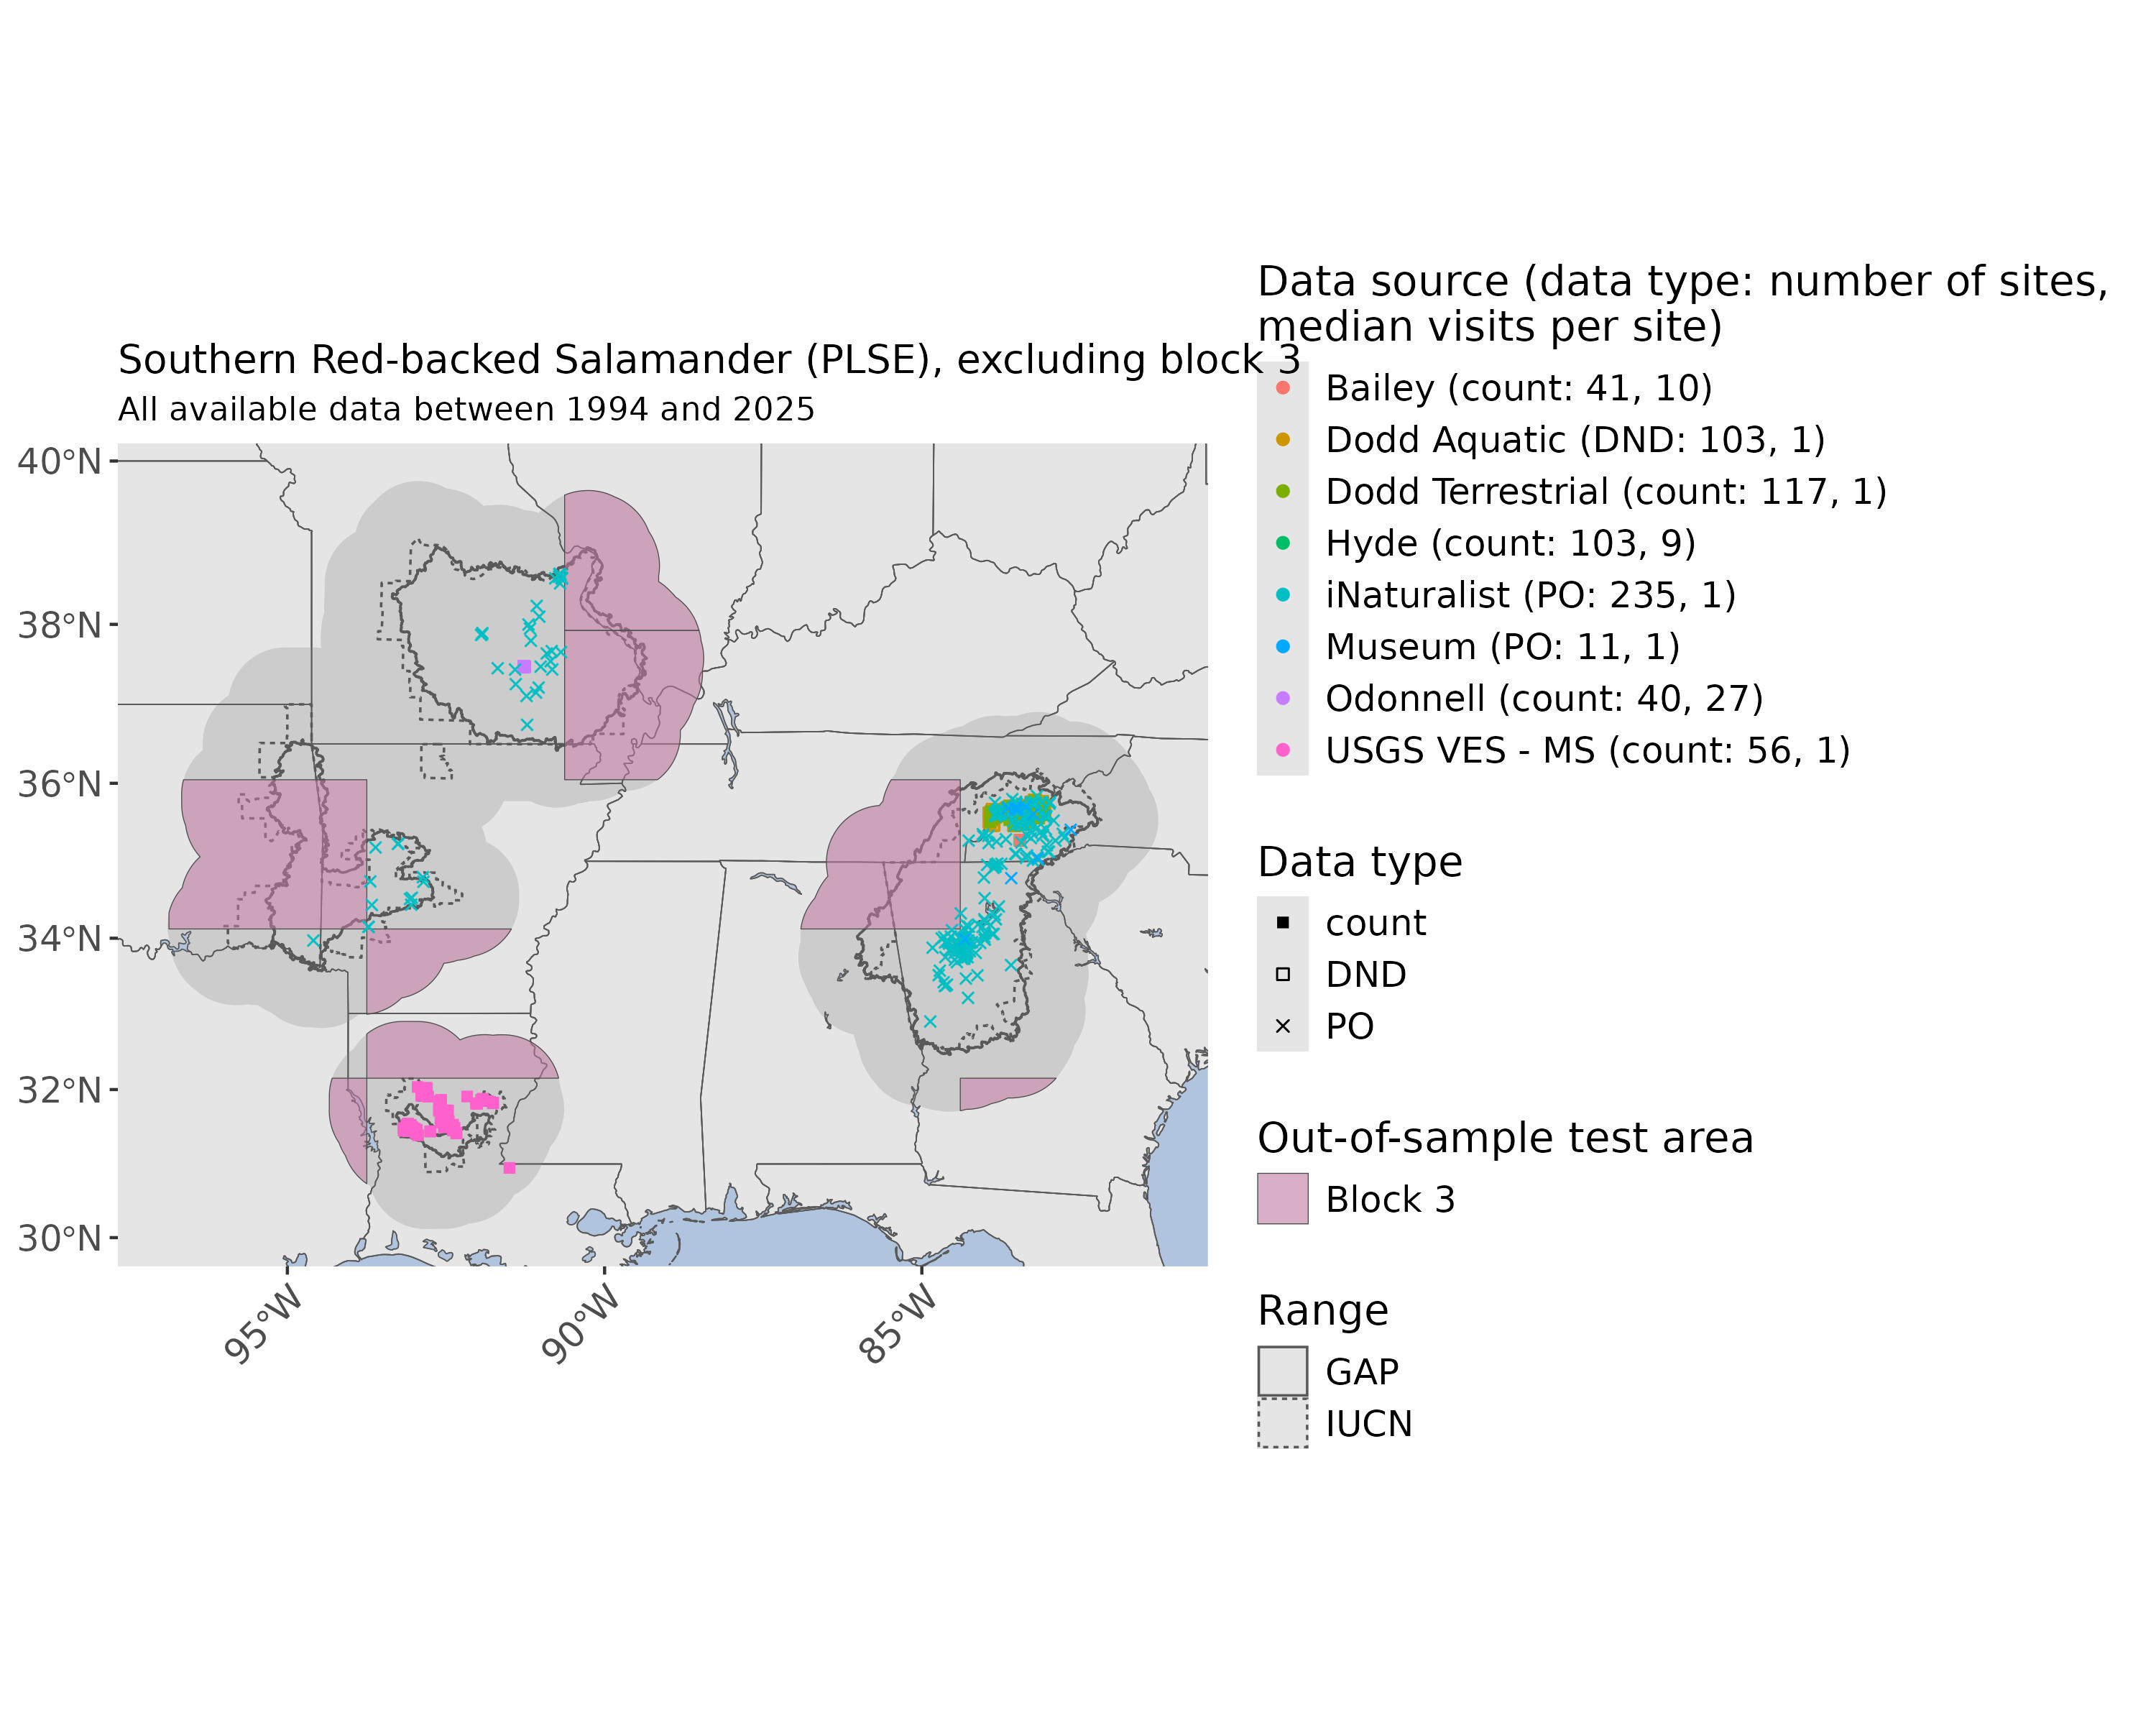 Southern Red-backed Salamander (PLSE), excluding block 3
All available data between 1994 and 2025
40°N
38°N
36°N
34°N
32°N
30°N
95°W
90°W
85°W
Data source (data type: number of sites,
median visits per site)
Bailey (count: 41, 10)
Dodd Aquatic (DND: 103, 1)
Dodd Terrestrial (count: 117, 1)
Hyde (count: 103, 9)
iNaturalist (PO: 235, 1)
Museum (PO: 11, 1)
Odonnell (count: 40, 27)
USGS VES - MS (count: 56, 1)
Data type
count
DND
PO
Out-of-sample test area
Block 3
Range
GAP
IUCN